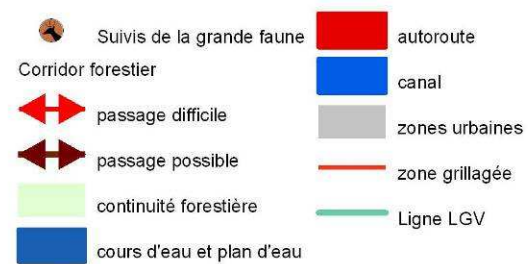 Suivis de la grande faune
Corridor forestier
passage difficile
passage possible
continuité forestière
cours d'eau et plan d'eau
autoroute
canal
zones urbaines
zone grillagée
Ligne LGV